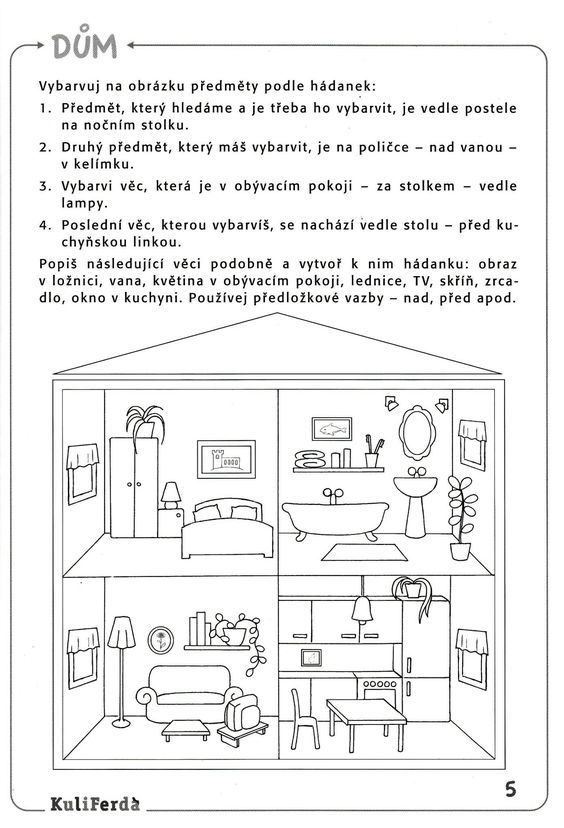 DŮM
Vybarvuj na obrázku předměty podle hádanek:
1. Předmět, který hledáme a je třeba ho vybarvit, je vedle postele
na nočním stolku.
2. Druhý předmět, který máš vybarvit, je na poličce – nad vanou –
v kelímku.
3. Vybarvi věc, která je v obývacím pokoji – za stolkem – vedle
lampy.
4. Poslední věc, kterou vybarvíš, se nachází vedle stolu – před ku-
chyňskou linkou.
Popiš následující věci podobně a vytvoř k nim hádanku: obraz
v ložnici, vana, květina v obývacím pokoji, lednice, TV, skříň, zrca-
dlo, okno v kuchyni. Používej předložkové vazby – nad, před apod.
5
KuliFerda